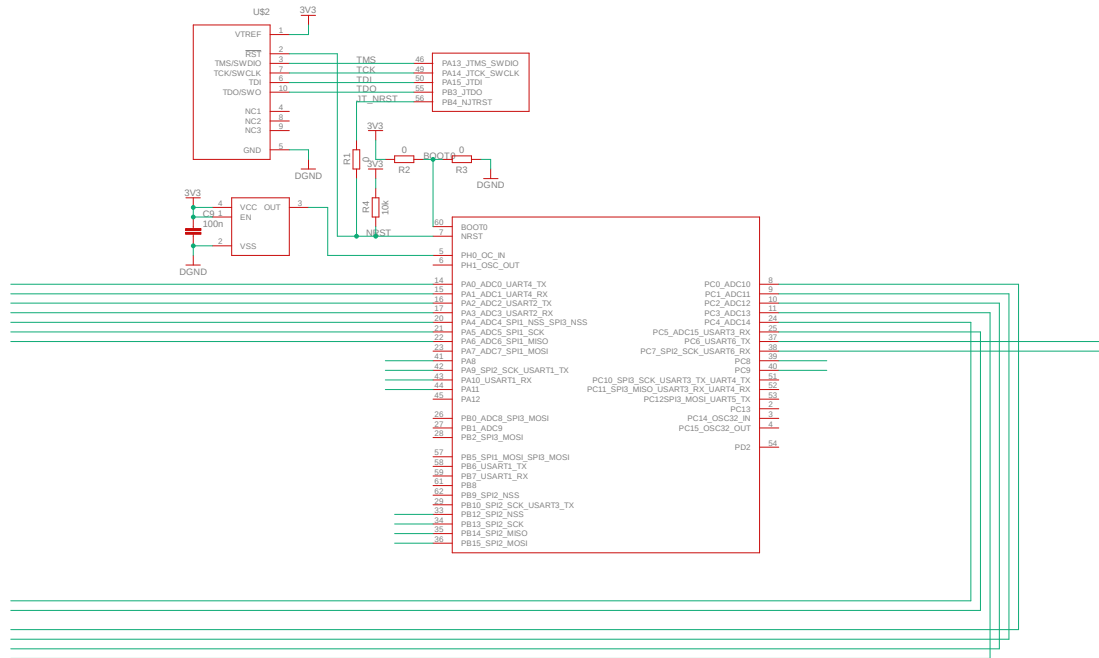 U$2
3V3
VTREF 1
RST 2
TMS/SWDIO 3
TCK/SWCLK 7
TDI 6
TDO/SWO 10
NC1 4
NC2 8
NC3 9
GND 5
DGND
TMS 46 PA13_JTMS_SWDIO
TCK 49 PA14_JTCK_SWCLK
TDI 50 PA15_JTDI
TDO 55 PB3_JTDO
JT_NRST 56 PB4_NJTRST
R1 0
3V3
0 R2
BOOT0
0 R3
DGND
3V3
R4 10k
NRST
3V3
C9
100n
4 VCC OUT 3
1 EN
2 VSS
DGND
60 BOOT0
7 NRST
5 PH0_OC_IN
6 PH1_OSC_OUT
14 PA0_ADC0_UART4_TX
15 PA1_ADC1_UART4_RX
16 PA2_ADC2_USART2_TX
17 PA3_ADC3_USART2_RX
20 PA4_ADC4_SPI1_NSS_SPI3_NSS
21 PA5_ADC5_SPI1_SCK
22 PA6_ADC6_SPI1_MISO
23 PA7_ADC7_SPI1_MOSI
41 PA8
42 PA9_SPI2_SCK_USART1_TX
43 PA10_USART1_RX
44 PA11
45 PA12
26 PB0_ADC8_SPI3_MOSI
27 PB1_ADC9
28 PB2_SPI3_MOSI
57 PB5_SPI1_MOSI_SPI3_MOSI
58 PB6_USART1_TX
59 PB7_USART1_RX
61 PB8
62 PB9_SPI2_NSS
29 PB10_SPI2_SCK_USART3_TX
33 PB12_SPI2_NSS
34 PB13_SPI2_SCK
35 PB14_SPI2_MISO
36 PB15_SPI2_MOSI
PC0_ADC10 8
PC1_ADC11 9
PC2_ADC12 10
PC3_ADC13 11
PC4_ADC14 24
PC5_ADC15_USART3_RX 25
PC6_USART6_TX 37
PC7_SPI2_SCK_USART6_RX 38
PC8 39
PC9 40
PC10_SPI3_SCK_USART3_TX_UART4_TX 51
PC11_SPI3_MISO_USART3_RX_UART4_RX 52
PC12SPI3_MOSI_UART5_TX 53
PC13 2
PC14_OSC32_IN 3
PC15_OSC32_OUT 4
PD2 54